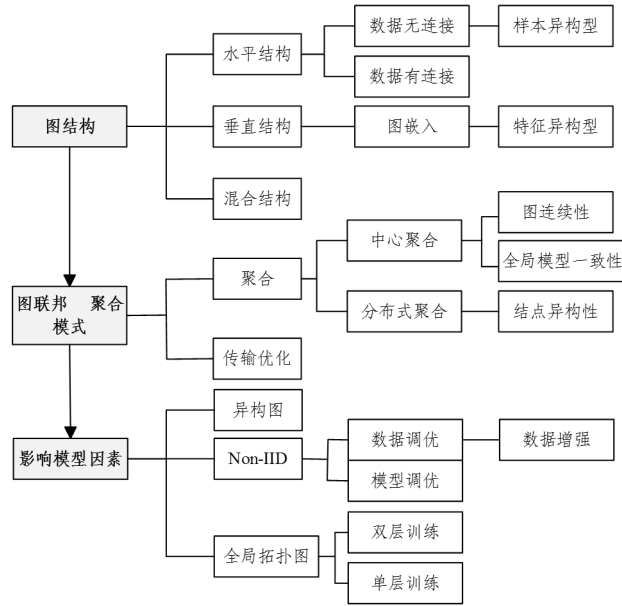 数据无连接
样本异构型
水平结构
数据有连接
图结构
垂直结构
图嵌入
特征异构型
混合结构
图连续性
中心聚合
聚合
全局模型一致性
图联邦 聚合
模式
分布式聚合
结点异构性
传输优化
异构图
数据调优
数据增强
影响模型因素
Non-IID
模型调优
双层训练
全局拓扑图
单层训练